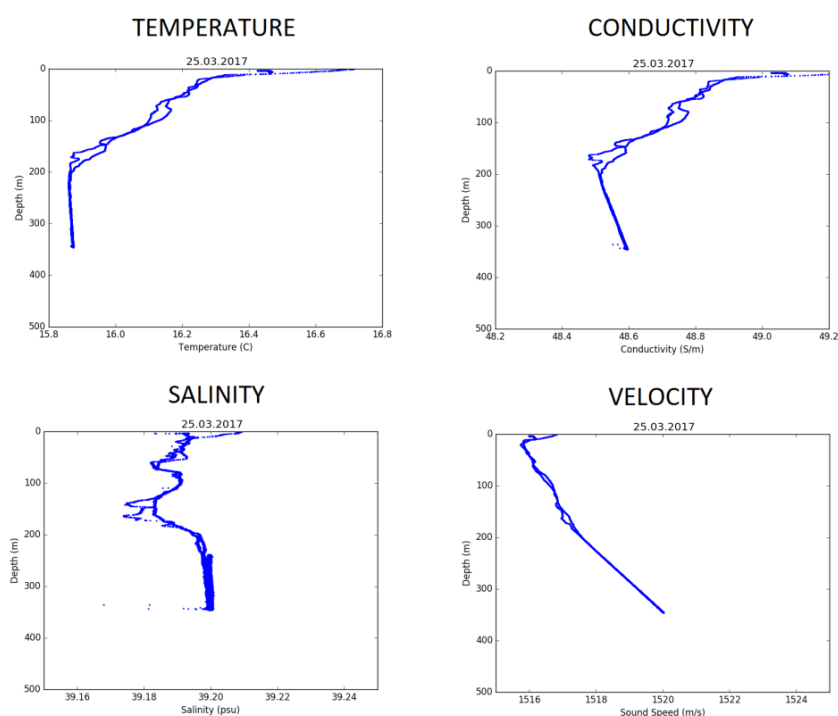 TEMPERATURE
25.03.2017
0
100
200
300
400
500
Depth (m)
15.8 16.0 16.2 16.4 16.6 16.8
Temperature (C)
CONDUCTIVITY
25.03.2017
0
100
200
300
400
500
Depth (m)
48.2 48.4 48.6 48.8 49.0 49.2
Conductivity (S/m)
SALINITY
25.03.2017
0
100
200
300
400
500
Depth (m)
39.16 39.18 39.20 39.22 39.24
Salinity (psu)
VELOCITY
25.03.2017
0
100
200
300
400
500
Depth (m)
1516 1518 1520 1522 1524
Sound Speed (m/s)